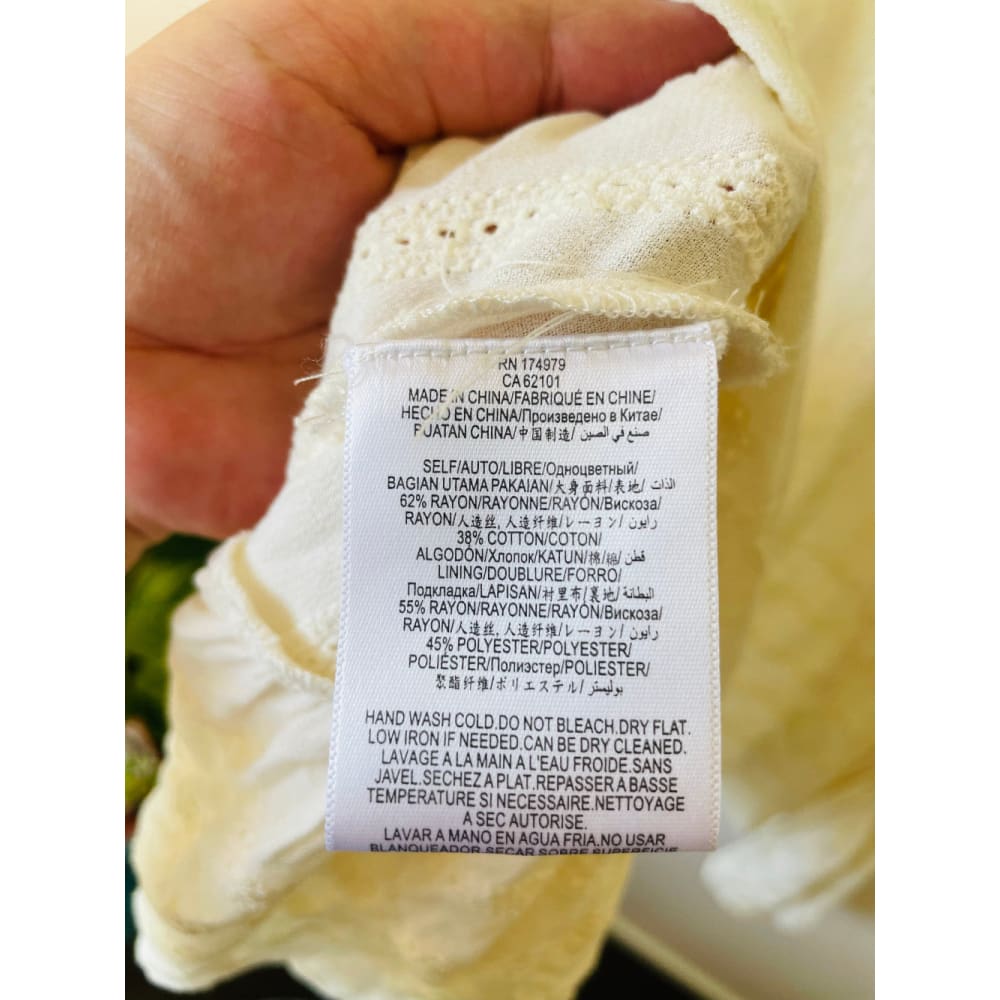 RN 174979
CA 62101
MADE IN CHINA/FABRIQUÉ EN CHINE/
HECHO EN CHINA/Произведено в Китае/
BUATAN CHINA/中国制造/ صنع في الصين
SELF/AUTO/LIBRE/Одноцветный/
BAGIAN UTAMA PAKAIAN/大身面料/表地/ الذات
62% RAYON/RAYONNE/RAYON/Вискоза/
RAYON/人造丝, 人造纤维/レーヨン/ رايون
38% COTTON/COTON/
ALGODÓN/Хлопок/KATUN/棉/綿/ قطن
LINING/DOUBLURE/FORRO/
Подкладка/LAPISAN/衬里布/裏地/ البطانة
55% RAYON/RAYONNE/RAYON/Вискоза/
RAYON/人造丝, 人造纤维/レーヨン/ رايون
45% POLYESTER/POLYESTER/
POLIÉSTER/Полиэстер/POLIESTER/
聚酯纤维/ポリエステル/ بوليستر
HAND WASH COLD.DO NOT BLEACH.DRY FLAT.
LOW IRON IF NEEDED.CAN BE DRY CLEANED.
LAVAGE A LA MAIN A L'EAU FROIDE.SANS
JAVEL.SECHEZ A PLAT.REPASSER A BASSE
TEMPERATURE SI NECESSAIRE.NETTOYAGE
A SEC AUTORISE.
LAVAR A MANO EN AGUA FRIA.NO USAR
BLANQUEADOR.SECAR SOBRE SUPERFICIE